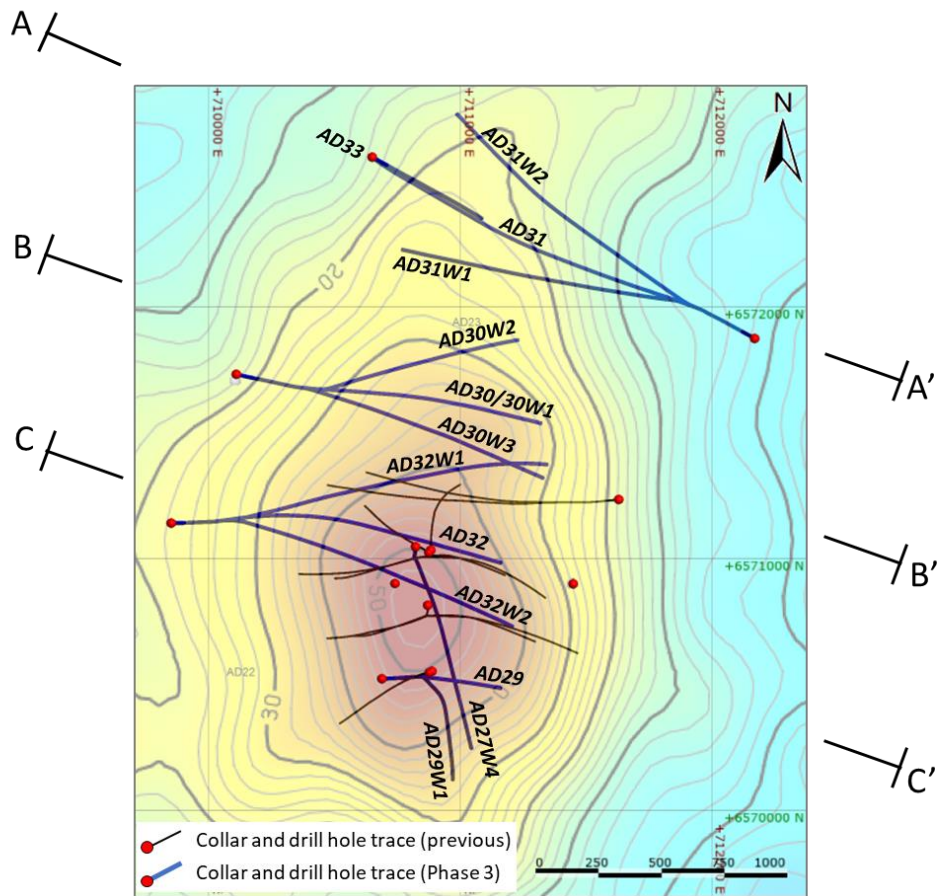 A
N
+710000 E
+711000 E
+712000 E
AD33
AD31W2
AD31
B
AD31W1
20
+6572000 N
AD23
AD30W2
A'
AD30/30W1
C
AD30W3
AD32W1
AD32
+6571000 N
B'
50
AD32W2
AD22
AD29
30
AD29W1
AD27W4
C'
+6570000 N
Collar and drill hole trace (previous)
Collar and drill hole trace (Phase 3)
0 250 500 750 1000